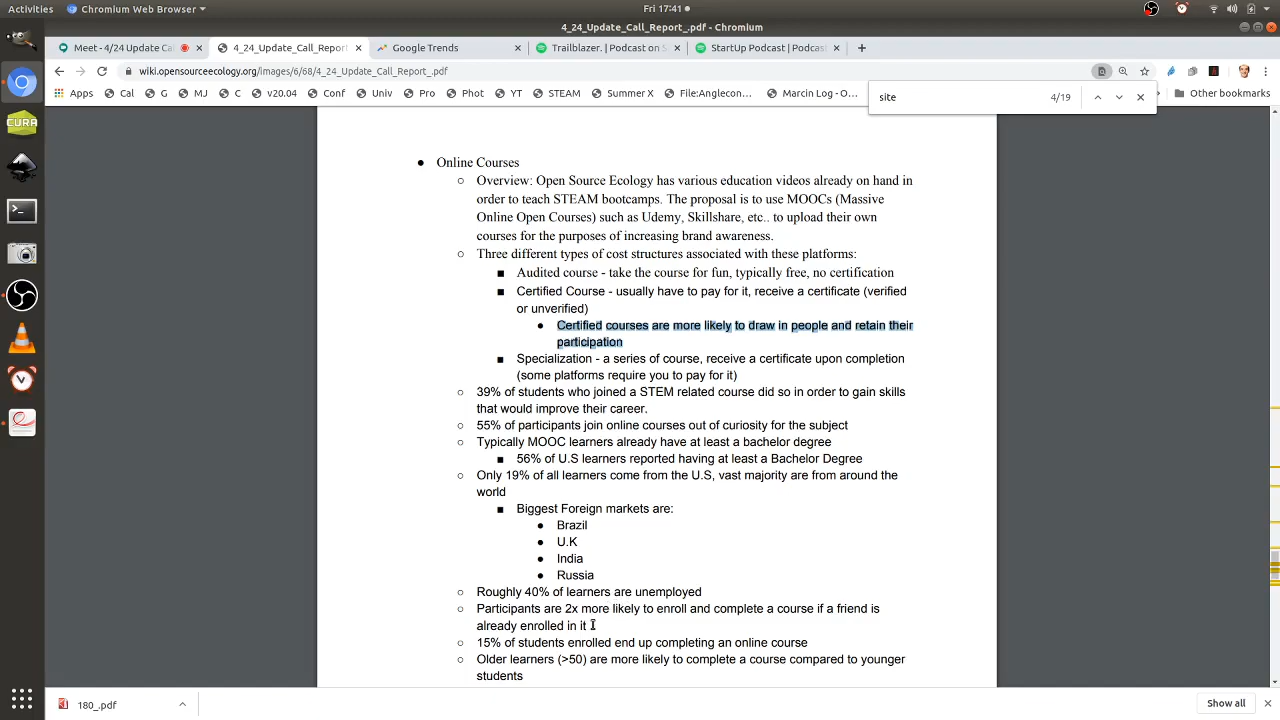 Activities
Chromium Web Browser
Fri 17:41
4_24_Update_Call_Report_.pdf - Chromium
Meet - 4/24 Update Cal
4_24_Update_Call_Report_.pdf
Google Trends
Trailblazer. | Podcast on S
StartUp Podcast | Podcast
wiki.opensourceecology.org/images/6/68/4_24_Update_Call_Report_.pdf
Apps
Cal
G
MJ
C
v20.04
Conf
Univ
Pro
Phot
YT
STEAM
Summer X
File:Anglecon...
Marcin Log - O...
Other bookmarks
site
4/19
CURA
● Online Courses
○ Overview: Open Source Ecology has various education videos already on hand in
order to teach STEAM bootcamps. The proposal is to use MOOCs (Massive
Online Open Courses) such as Udemy, Skillshare, etc.. to upload their own
courses for the purposes of increasing brand awareness.
○ Three different types of cost structures associated with these platforms:
■ Audited course - take the course for fun, typically free, no certification
■ Certified Course - usually have to pay for it, receive a certificate (verified
or unverified)
● Certified courses are more likely to draw in people and retain their
participation
■ Specialization - a series of course, receive a certificate upon completion
(some platforms require you to pay for it)
○ 39% of students who joined a STEM related course did so in order to gain skills
that would improve their career.
○ 55% of participants join online courses out of curiosity for the subject
○ Typically MOOC learners already have at least a bachelor degree
■ 56% of U.S learners reported having at least a Bachelor Degree
○ Only 19% of all learners come from the U.S, vast majority are from around the
world
■ Biggest Foreign markets are:
● Brazil
● U.K
● India
● Russia
○ Roughly 40% of learners are unemployed
○ Participants are 2x more likely to enroll and complete a course if a friend is
already enrolled in it
○ 15% of students enrolled end up completing an online course
○ Older learners (>50) are more likely to complete a course compared to younger
students
180_.pdf
Show all